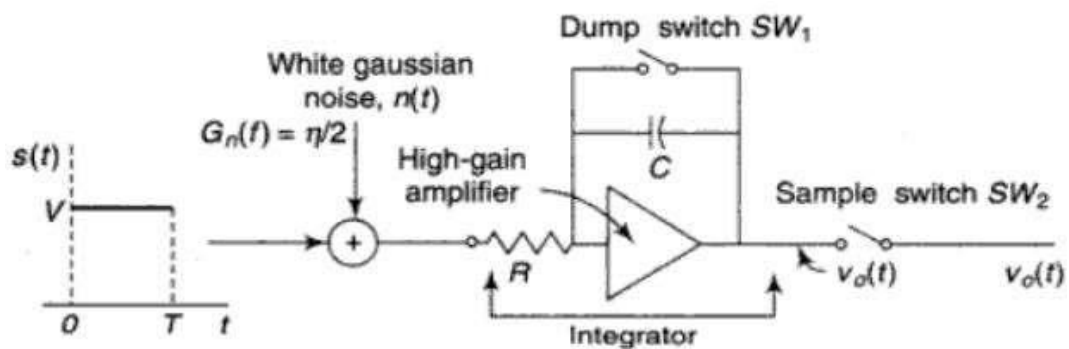 Dump switch SW₁
White gaussian
noise, n(t)
Gₙ(f) = η/2
s(t)
V
High-gain
amplifier
C
Sample switch SW₂
+
R
vₒ(t)
vₒ(t)
0
T
t
Integrator